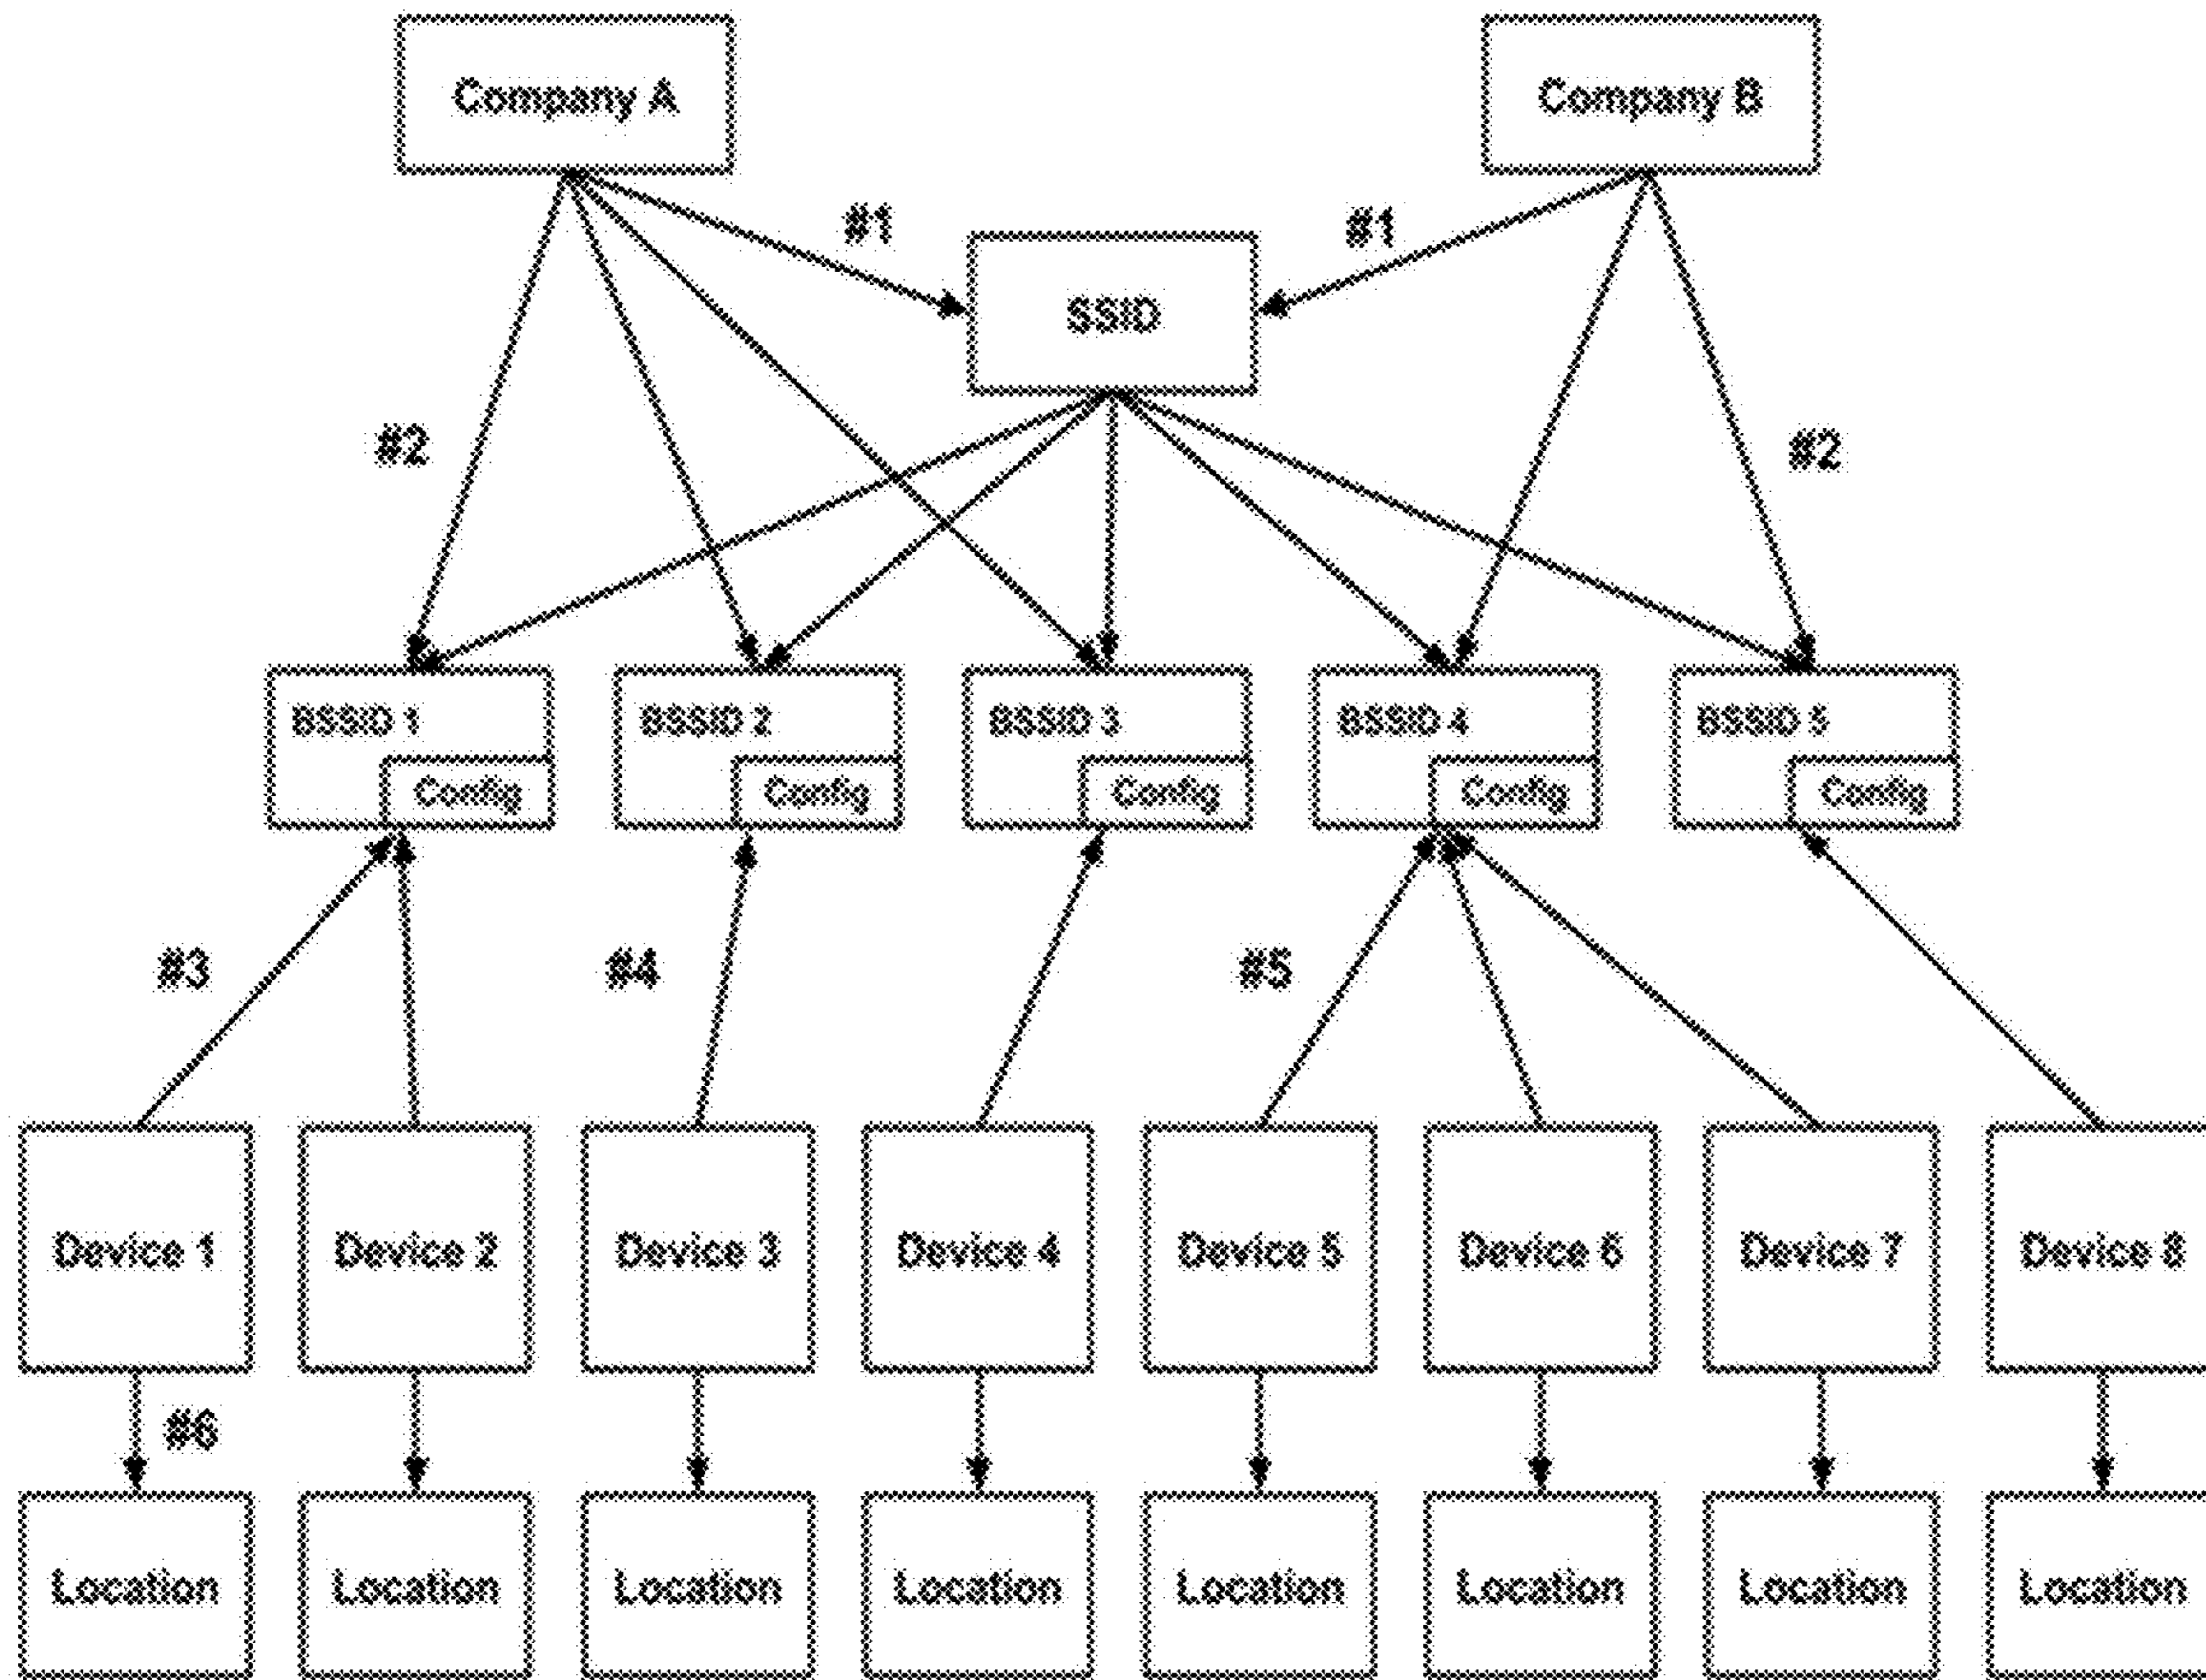 Company A
Company B
#1
#1
SSID
#2
#2
BSSID 1
BSSID 2
BSSID 3
BSSID 4
BSSID 5
Config
Config
Config
Config
Config
#3
#4
#5
Device 1
Device 2
Device 3
Device 4
Device 5
Device 6
Device 7
Device 8
#6
Location
Location
Location
Location
Location
Location
Location
Location